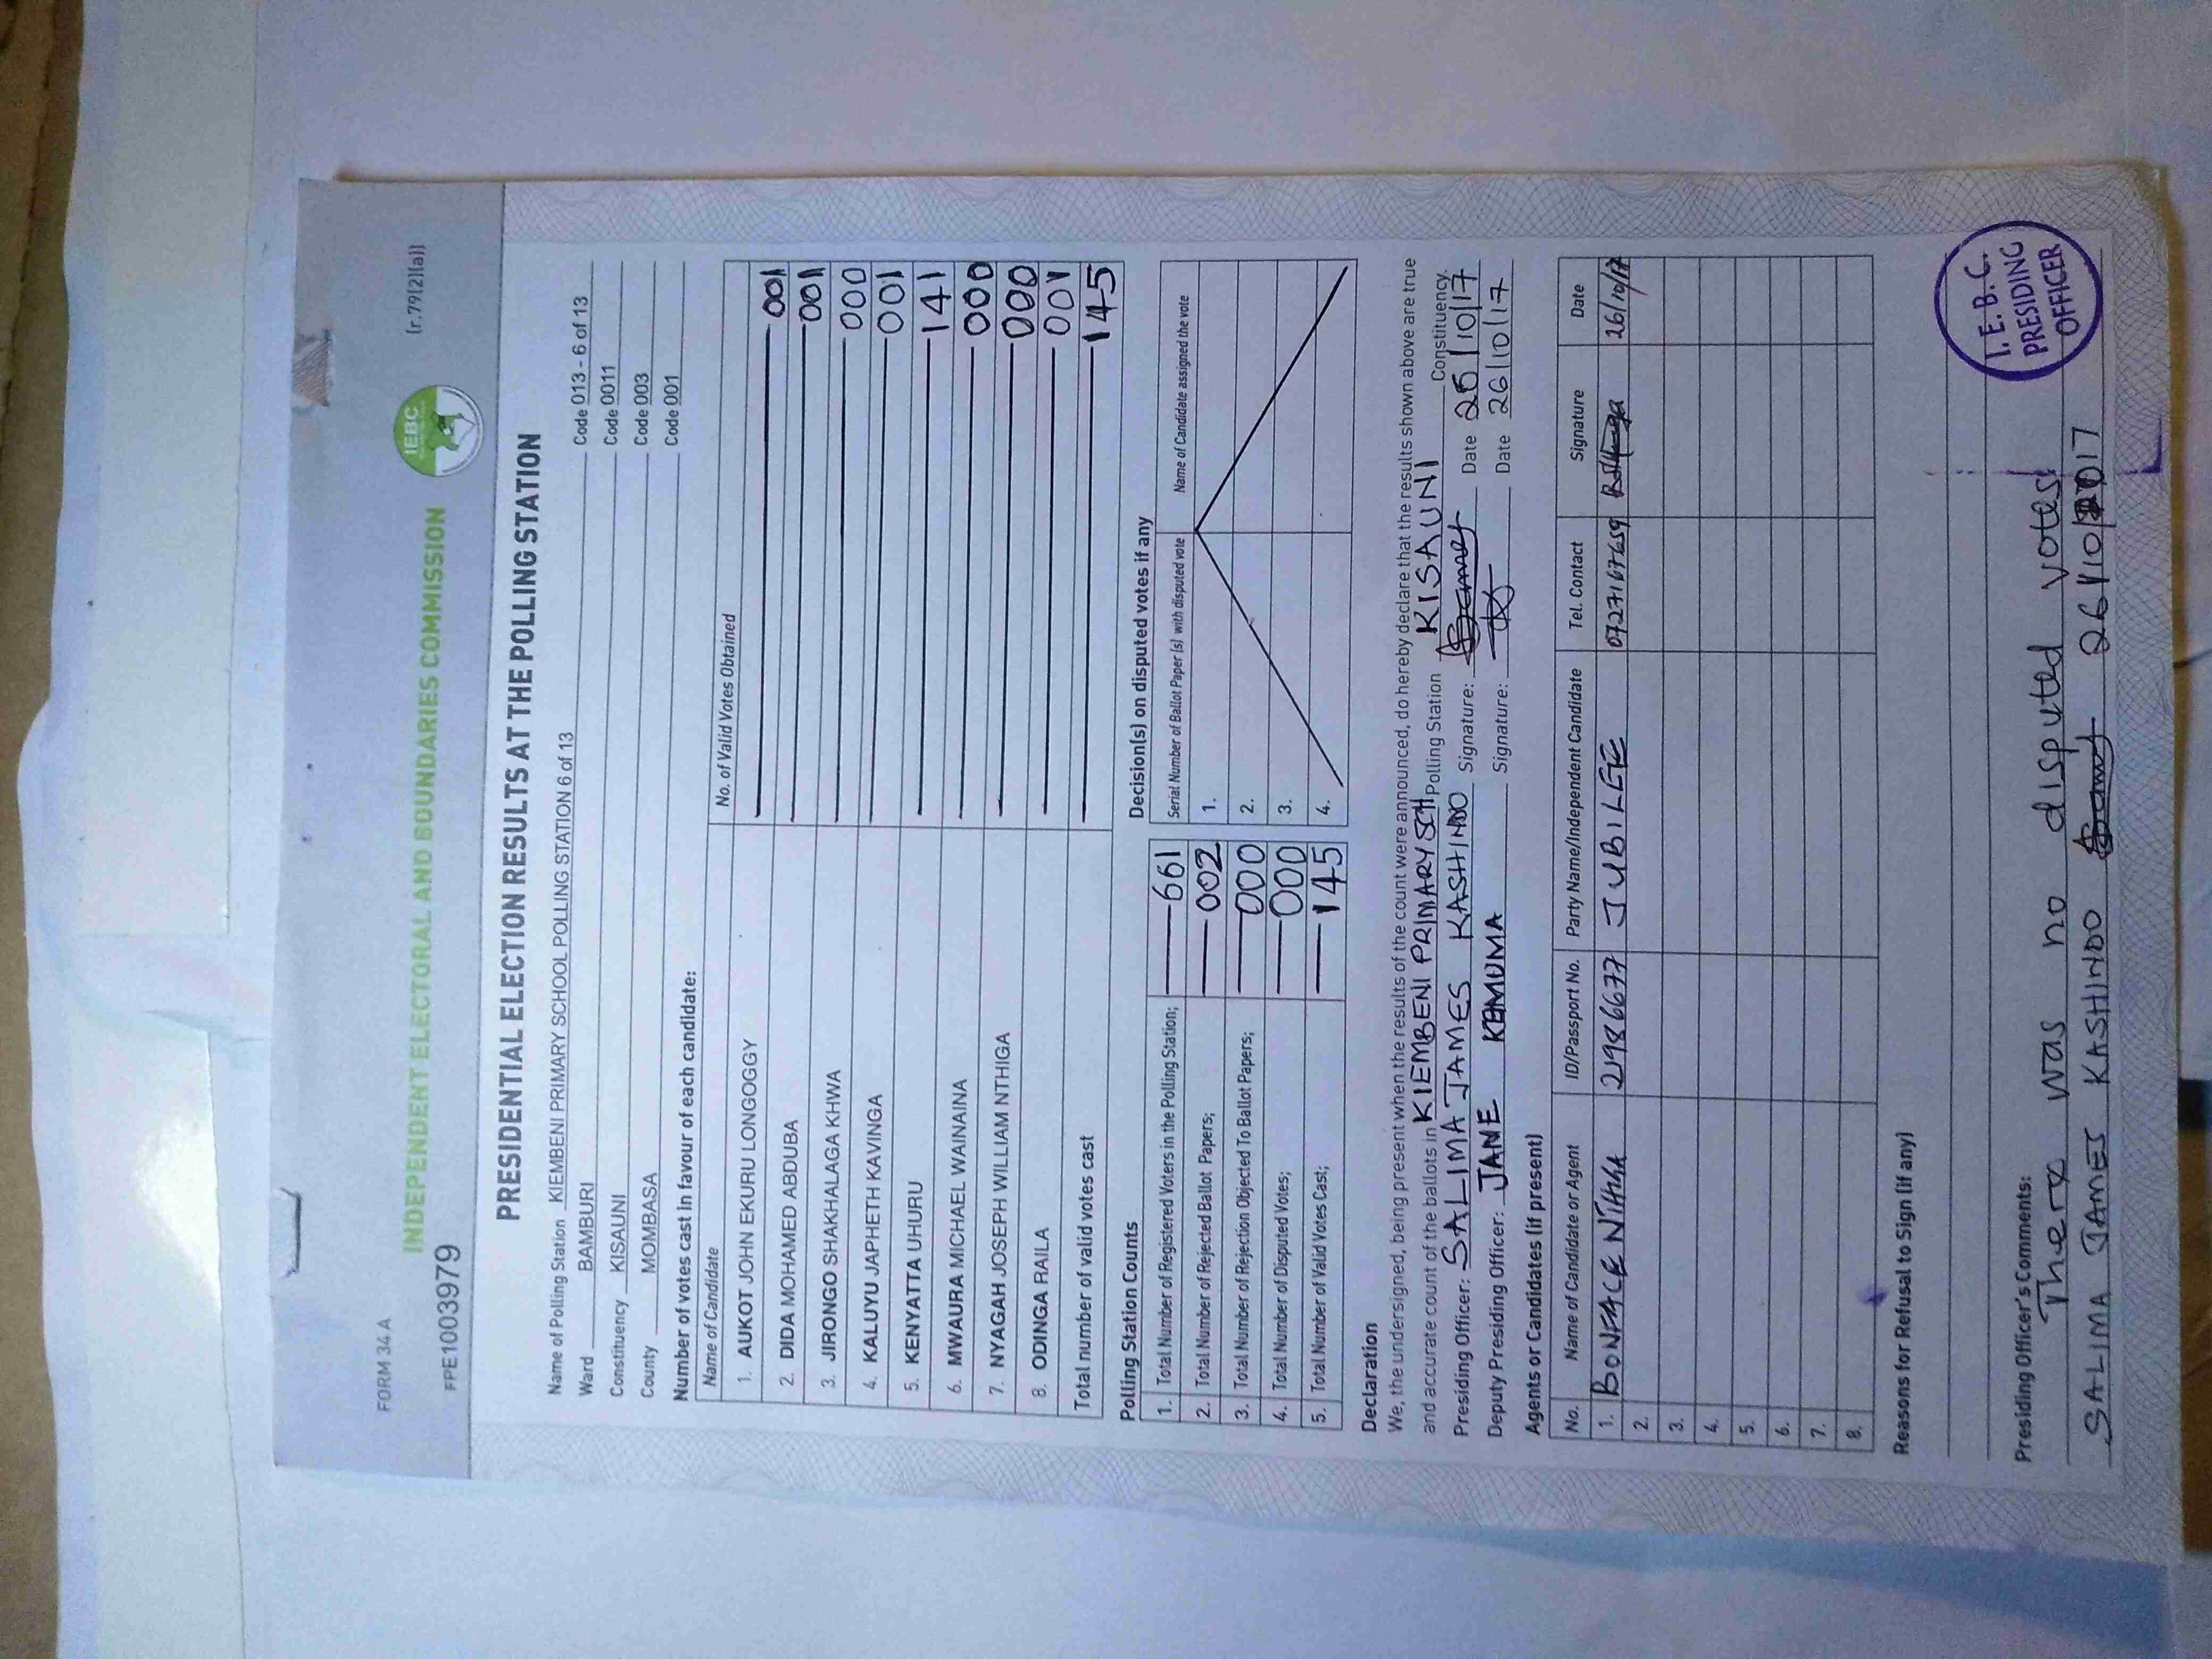 FORM 34 A
(r.79(2)(a))
INDEPENDENT ELECTORAL AND BOUNDARIES COMMISSION
IEBC
FPE1003979
PRESIDENTIAL ELECTION RESULTS AT THE POLLING STATION
Name of Polling Station KIEMBENI PRIMARY SCHOOL POLLING STATION 6 of 13 Code 013 - 6 of 13
Ward BAMBURI Code 0011
Constituency KISAUNI Code 003
County MOMBASA Code 001
Number of votes cast in favour of each candidate:
Name of Candidate No. of Valid Votes Obtained
1. AUKOT JOHN EKURU LONGOGGY 001
2. DIDA MOHAMED ABDUBA 001
3. JIRONGO SHAKHALAGA KHWA 000
4. KALUYU JAPHETH KAVINGA 001
5. KENYATTA UHURU 141
6. MWAURA MICHAEL WAINAINA 000
7. NYAGAH JOSEPH WILLIAM NTHIGA 000
8. ODINGA RAILA 001
Total number of valid votes cast 145
Polling Station Counts
1. Total Number of Registered Voters in the Polling Station; 661
2. Total Number of Rejected Ballot Papers; 002
3. Total Number of Rejection Objected To Ballot Papers; 000
4. Total Number of Disputed Votes; 000
5. Total Number of Valid Votes Cast; 145
Decision(s) on disputed votes if any
Serial Number of Ballot Paper (s) with disputed vote Name of Candidate assigned the vote
1.
2.
3.
4.
Declaration
We, the undersigned, being present when the results of the count were announced, do hereby declare that the results shown above are true
and accurate count of the ballots in KIEMBENI PRIMARY SCH Polling Station KISAUNI Constituency.
Presiding Officer: SALIMA JAMES KASHINDO Signature: Date 26/10/17
Deputy Presiding Officer: JANE KEMUMA Signature: Date 26/10/17
Agents or Candidates (if present)
No. Name of Candidate or Agent ID/Passport No. Party Name/Independent Candidate Tel. Contact Signature Date
1. BONFACE NTHIGA 21986677 JUBILEE 0727167659 26/10/17
2.
3.
4.
5.
6.
7.
8.
Reasons for Refusal to Sign (if any)
Presiding Officer's Comments:
There was no disputed votes
SALIMA JAMES KASHINDO 26/10/2017
I.E.B.C.
PRESIDING
OFFICER